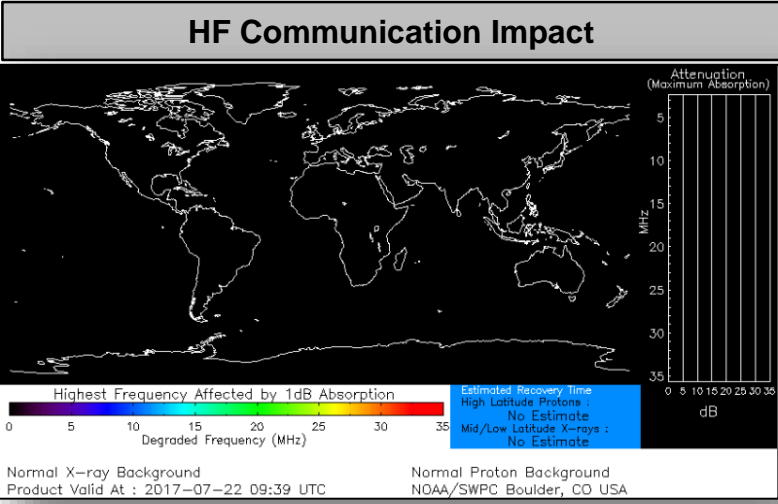 HF Communication Impact
Attenuation
(Maximum Absorption)
5
10
15
20
25
30
35
MHz
0 5 10 15 20 25 30 35
dB
Highest Frequency Affected by 1dB Absorption
0 5 10 15 20 25 30 35
Degraded Frequency (MHz)
Estimated Recovery Time
High Latitude Protons :
No Estimate
Mid/Low Latitude X-rays :
No Estimate
Normal X-ray Background
Normal Proton Background
Product Valid At : 2017-07-22 09:39 UTC
NOAA/SWPC Boulder, CO USA